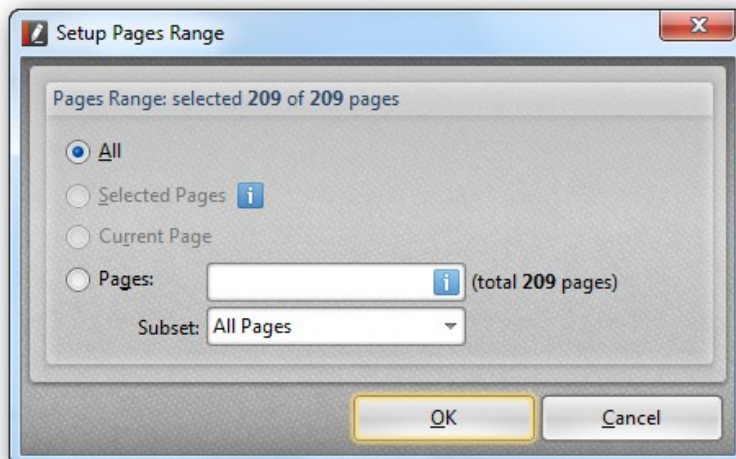 Setup Pages Range
Pages Range: selected 209 of 209 pages
All
Selected Pages i
Current Page
Pages: i (total 209 pages)
Subset: All Pages
OK Cancel